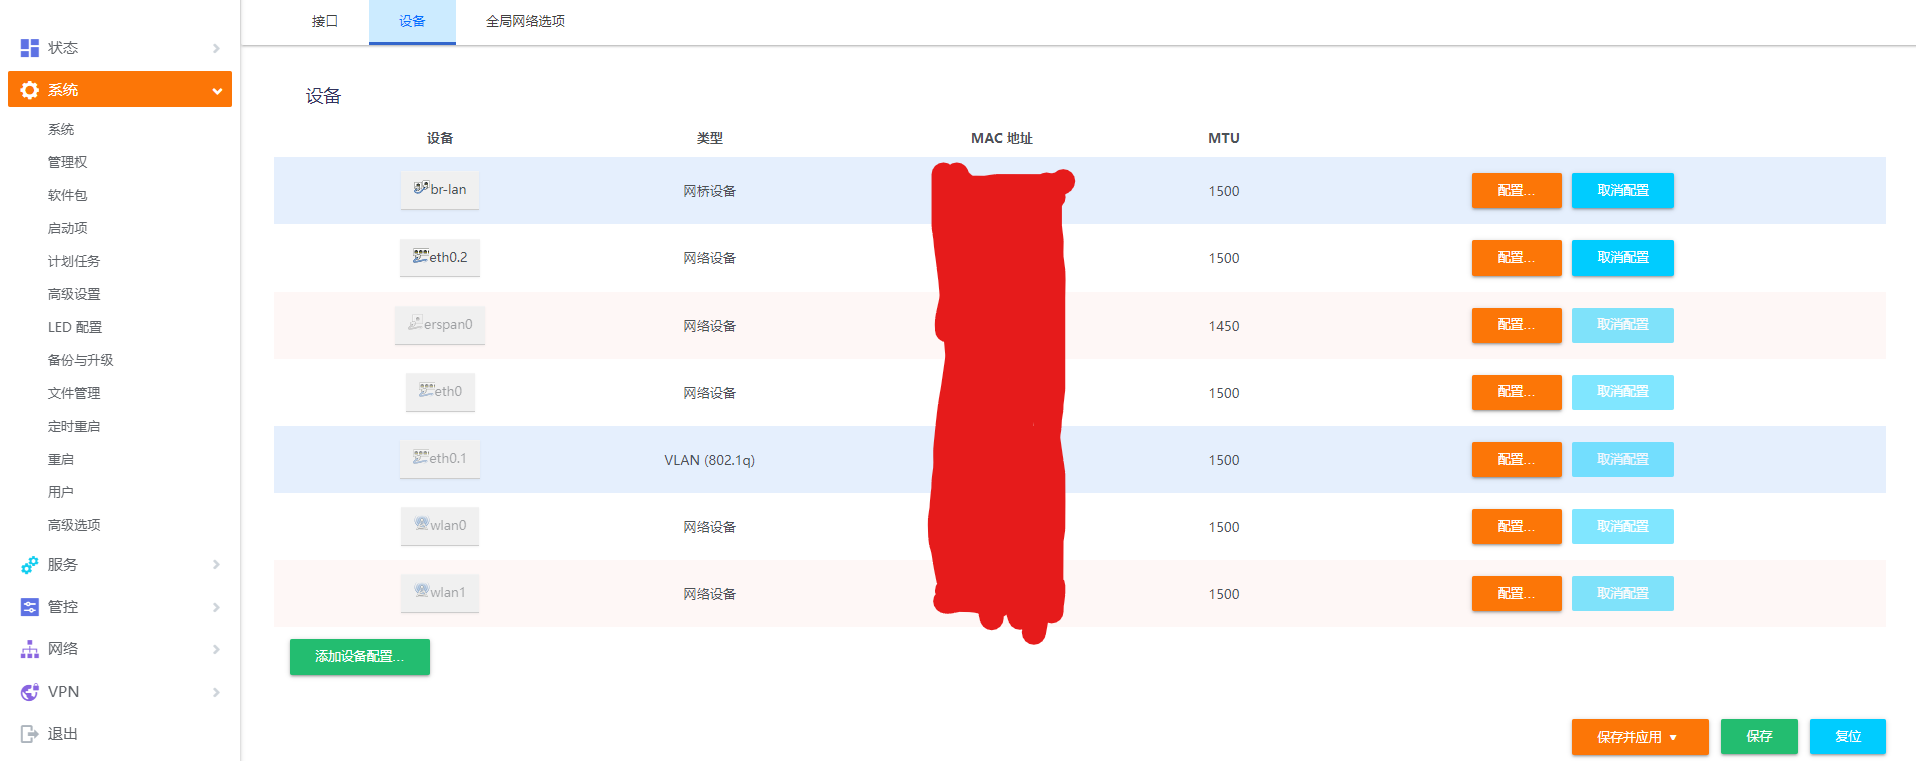 接口
设备
全局网络选项
状态
系统
系统
管理权
软件包
启动项
计划任务
高级设置
LED 配置
备份与升级
文件管理
定时重启
重启
用户
高级选项
服务
管控
网络
VPN
退出
设备
设备 类型 MAC 地址 MTU
br-lan 网桥设备 1500 配置... 取消配置
eth0.2 网络设备 1500 配置... 取消配置
erspan0 网络设备 1450 配置... 取消配置
eth0 网络设备 1500 配置... 取消配置
eth0.1 VLAN (802.1q) 1500 配置... 取消配置
wlan0 网络设备 1500 配置... 取消配置
wlan1 网络设备 1500 配置... 取消配置
添加设备配置...
保存并应用 保存 复位